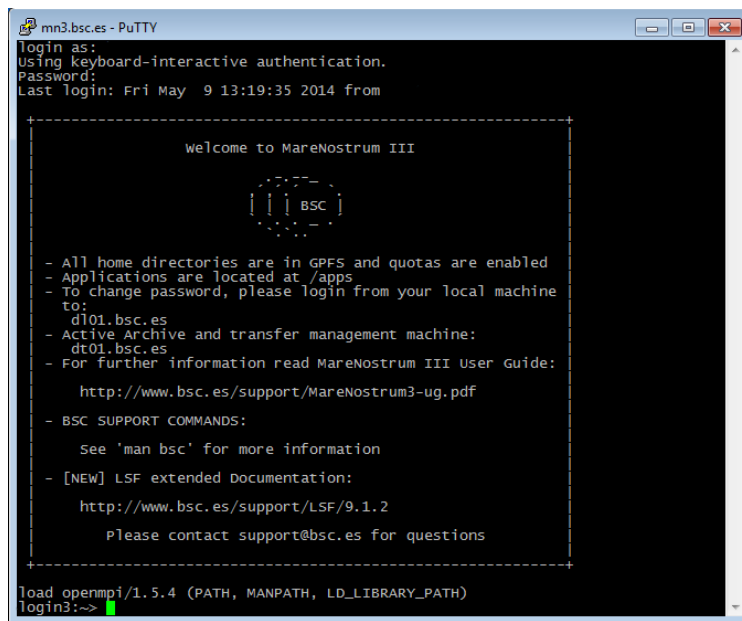 mn3.bsc.es - PuTTY
login as:
Using keyboard-interactive authentication.
Password:
Last login: Fri May  9 13:19:35 2014 from
Welcome to MareNostrum III
BSC
- All home directories are in GPFS and quotas are enabled
- Applications are located at /apps
- To change password, please login from your local machine
to:
dl01.bsc.es
- Active Archive and transfer management machine:
dt01.bsc.es
- For further information read MareNostrum III User Guide:
http://www.bsc.es/support/MareNostrum3-ug.pdf
- BSC SUPPORT COMMANDS:
See 'man bsc' for more information
- [NEW] LSF extended Documentation:
http://www.bsc.es/support/LSF/9.1.2
Please contact support@bsc.es for questions
load openmpi/1.5.4 (PATH, MANPATH, LD_LIBRARY_PATH)
login3:~>